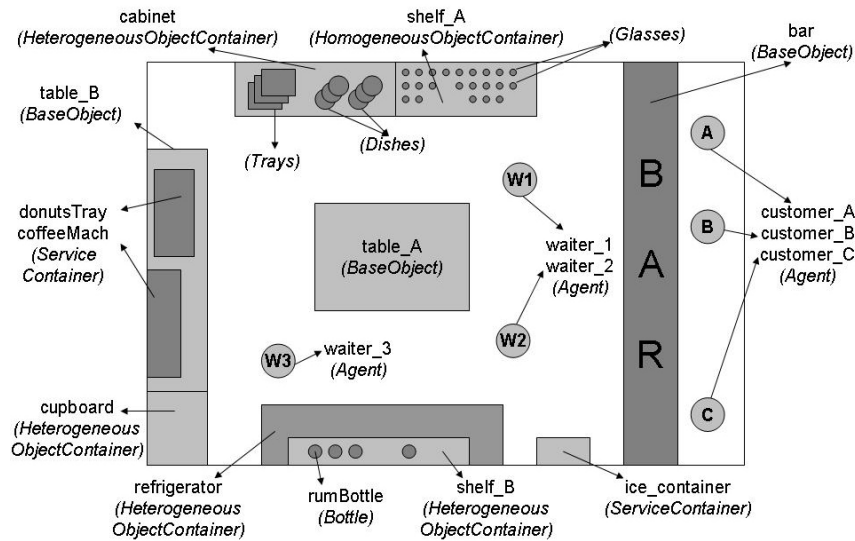 cabinet
(HeterogeneousObjectContainer)
shelf_A
(HomogeneousObjectContainer)
(Glasses)
bar
(BaseObject)
table_B
(BaseObject)
(Trays)
(Dishes)
A
W1
B
B
donutsTray
coffeeMach
(Service
Container)
table_A
(BaseObject)
waiter_1
waiter_2
(Agent)
A
customer_A
customer_B
customer_C
(Agent)
W2
R
W3
waiter_3
(Agent)
C
cupboard
(Heterogeneous
ObjectContainer)
refrigerator
(Heterogeneous
ObjectContainer)
rumBottle
(Bottle)
shelf_B
(Heterogeneous
ObjectContainer)
ice_container
(ServiceContainer)